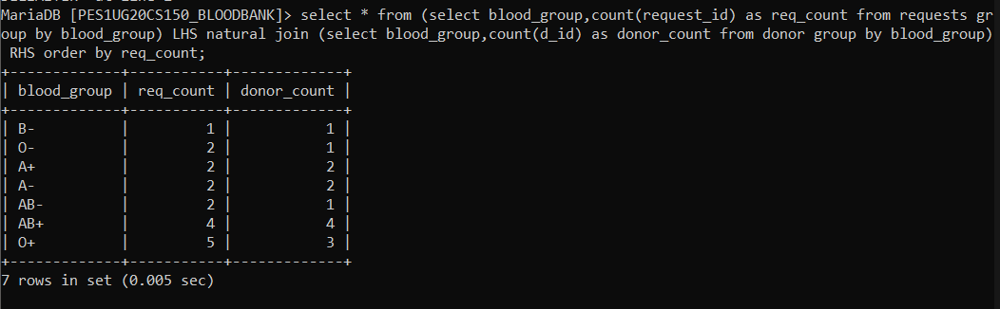 MariaDB [PES1UG20CS150_BLOODBANK]> select * from (select blood_group,count(request_id) as req_count from requests gr
oup by blood_group) LHS natural join (select blood_group,count(d_id) as donor_count from donor group by blood_group)
 RHS order by req_count;
+-------------+-----------+-------------+
| blood_group | req_count | donor_count |
+-------------+-----------+-------------+
| B-          |         1 |           1 |
| O-          |         2 |           1 |
| A+          |         2 |           2 |
| A-          |         2 |           2 |
| AB-         |         2 |           1 |
| AB+         |         4 |           4 |
| O+          |         5 |           3 |
+-------------+-----------+-------------+
7 rows in set (0.005 sec)